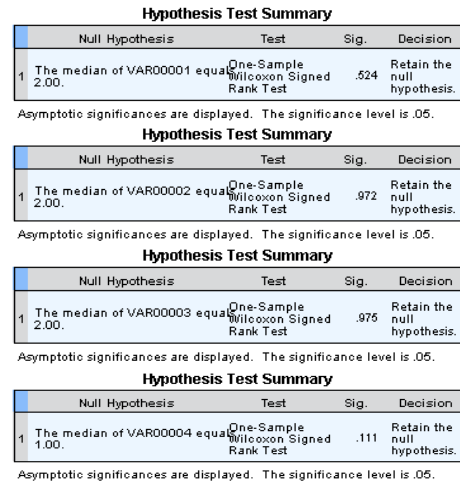 Hypothesis Test Summary
Null Hypothesis Test Sig. Decision
1 The median of VAR00001 equals 2.00. One-Sample Wilcoxon Signed Rank Test .524 Retain the null hypothesis.
Asymptotic significances are displayed. The significance level is .05.
Hypothesis Test Summary
Null Hypothesis Test Sig. Decision
1 The median of VAR00002 equals 2.00. One-Sample Wilcoxon Signed Rank Test .972 Retain the null hypothesis.
Asymptotic significances are displayed. The significance level is .05.
Hypothesis Test Summary
Null Hypothesis Test Sig. Decision
1 The median of VAR00003 equals 2.00. One-Sample Wilcoxon Signed Rank Test .975 Retain the null hypothesis.
Asymptotic significances are displayed. The significance level is .05.
Hypothesis Test Summary
Null Hypothesis Test Sig. Decision
1 The median of VAR00004 equals 1.00. One-Sample Wilcoxon Signed Rank Test .111 Retain the null hypothesis.
Asymptotic significances are displayed. The significance level is .05.